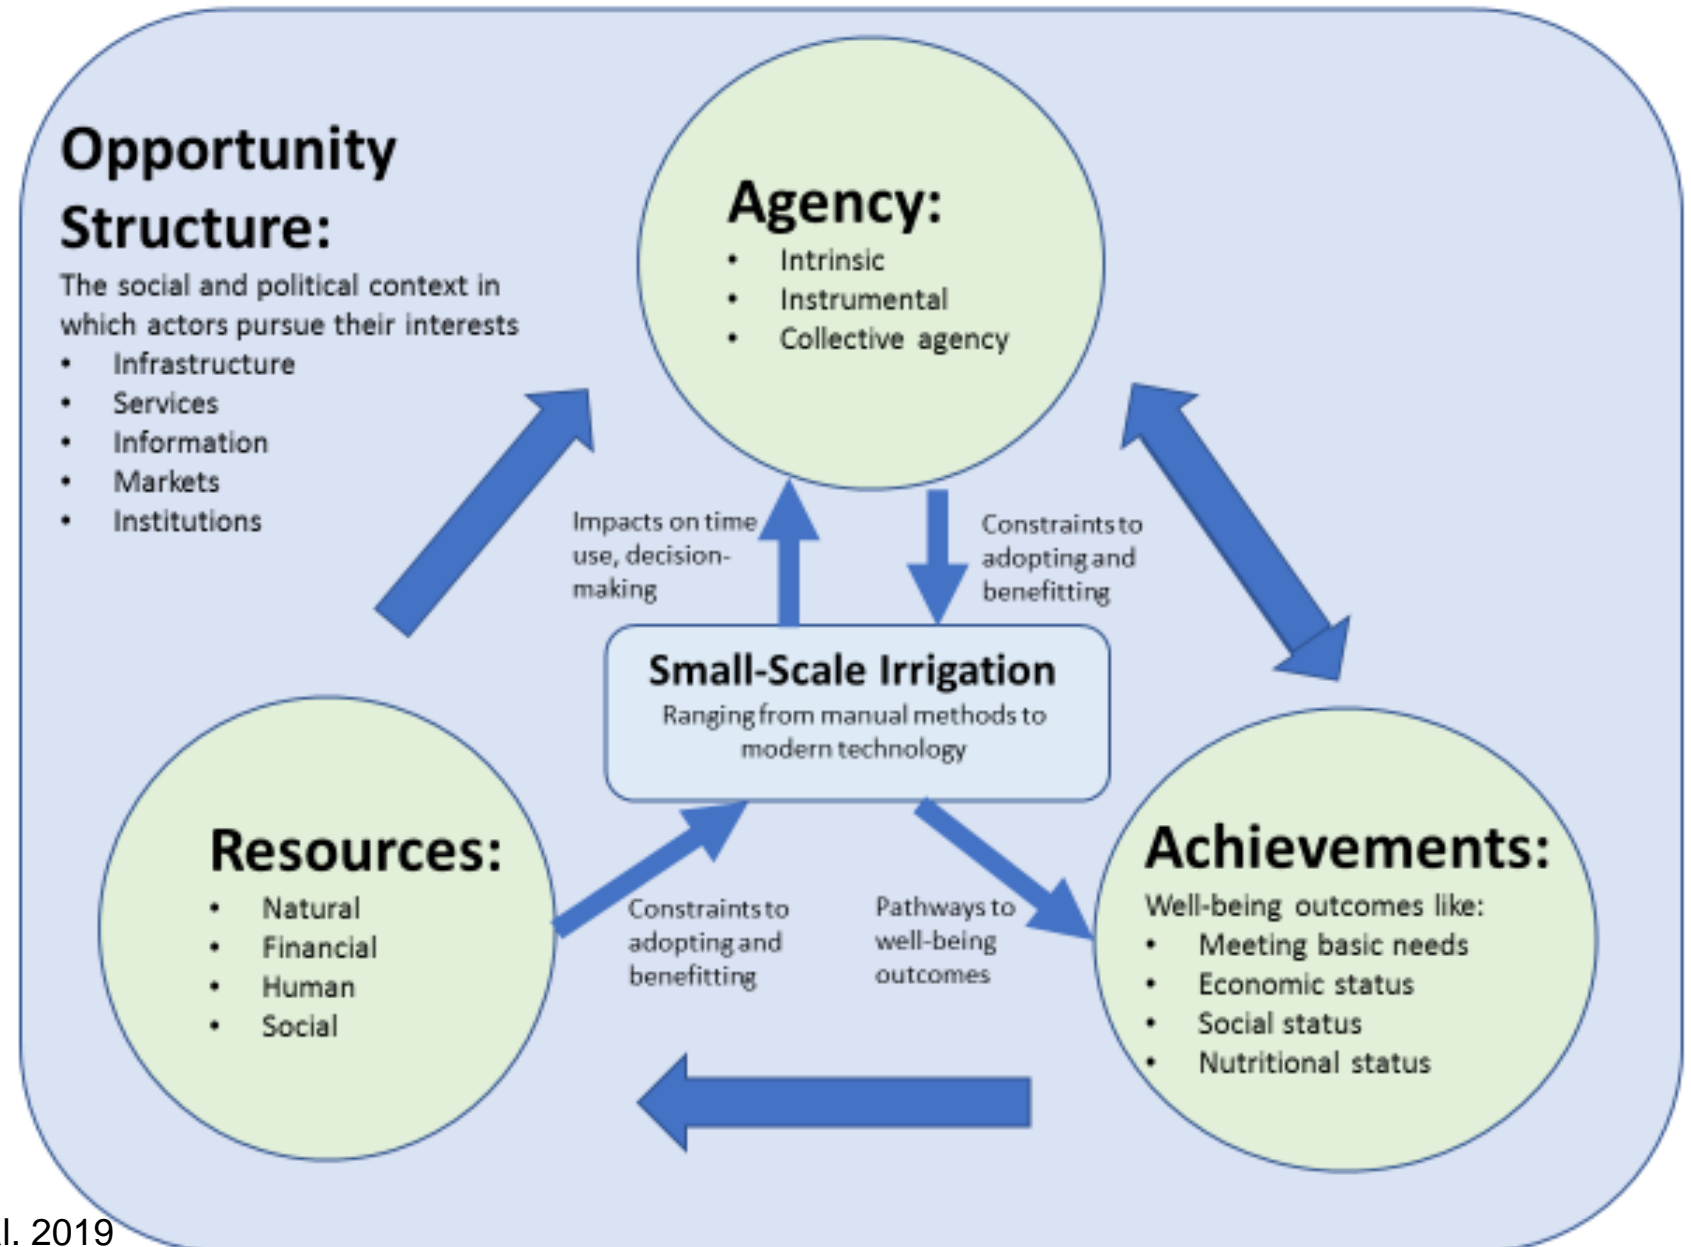 Opportunity
Structure:
The social and political context in
which actors pursue their interests
• Infrastructure
• Services
• Information
• Markets
• Institutions
Agency:
• Intrinsic
• Instrumental
• Collective agency
Impacts on time
use, decision-
making
Constraints to
adopting and
benefitting
Small-Scale Irrigation
Ranging from manual methods to
modern technology
Resources:
• Natural
• Financial
• Human
• Social
Constraints to
adopting and
benefitting
Pathways to
well-being
outcomes
Achievements:
Well-being outcomes like:
• Meeting basic needs
• Economic status
• Social status
• Nutritional status
2019